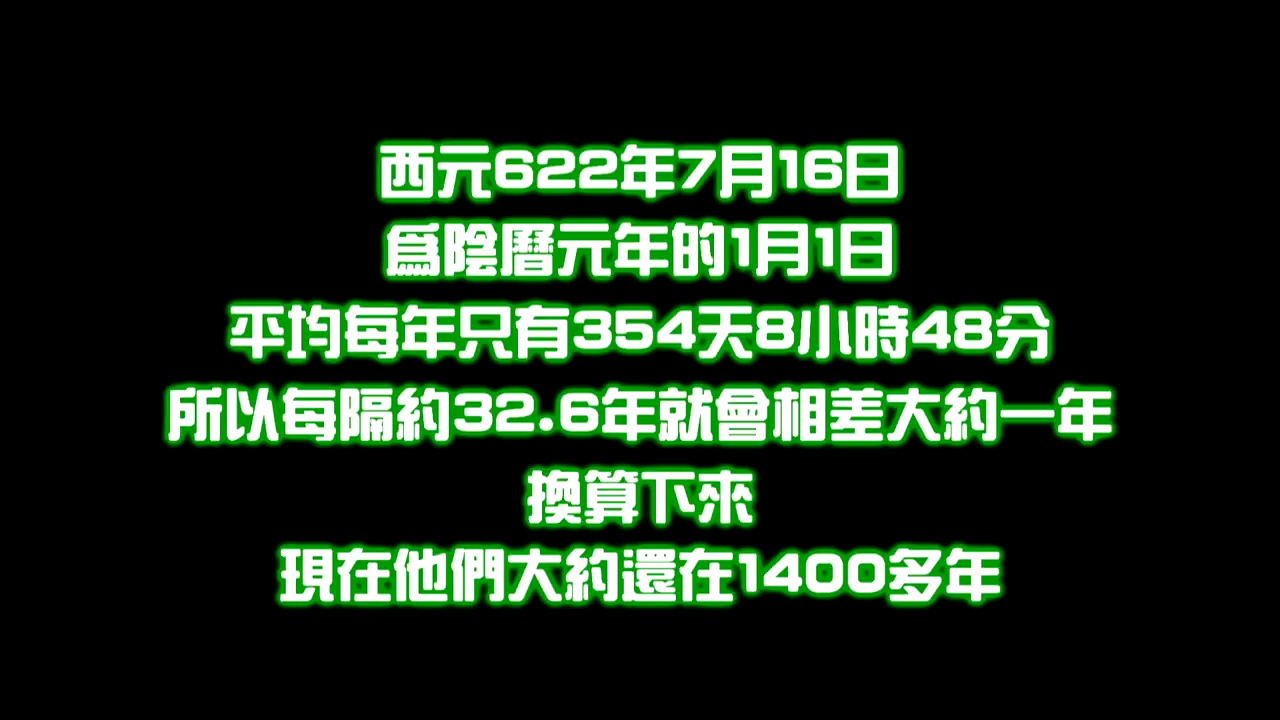 西元622年7月16日
為陰曆元年的1月1日
平均每年只有354天8小時48分
所以每隔約32.6年就會相差大約一年
換算下來
現在他們大約還在1400多年